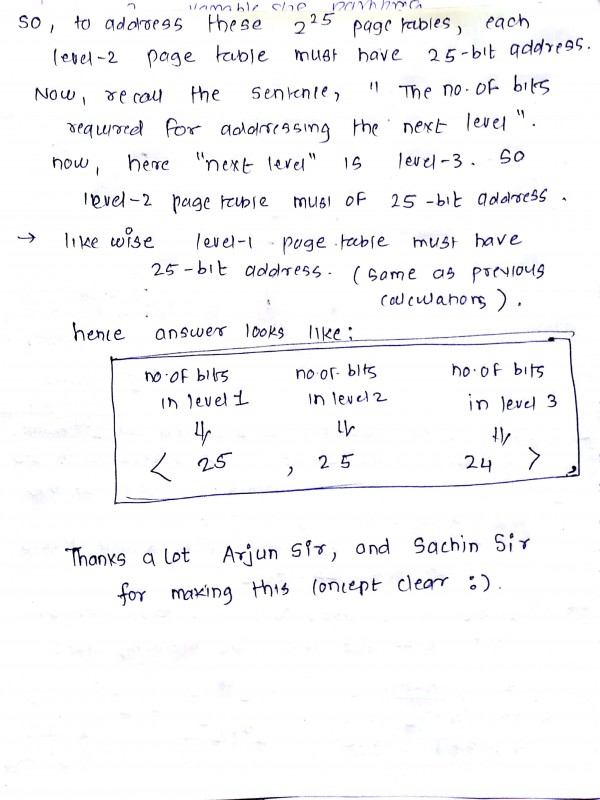 variable size partition
So, to address these 2^25 page tables, each
level-2 page table must have 25-bit address.
Now, recall the sentence, " The no. of bits
required for addressing the next level".
now, here "next level" is level-3. So
level-2 page table must of 25-bit address.
→ likewise level-1 page table must have
25-bit address. (same as previous
calculations).
hence answer looks like:
no. of bits no. of bits no. of bits
in level 1 in level 2 in level 3
⇓ ⇓ ⇓
< 25 , 25 24 >,
Thanks a lot Arjun Sir, and Sachin Sir
for making this concept clear :).